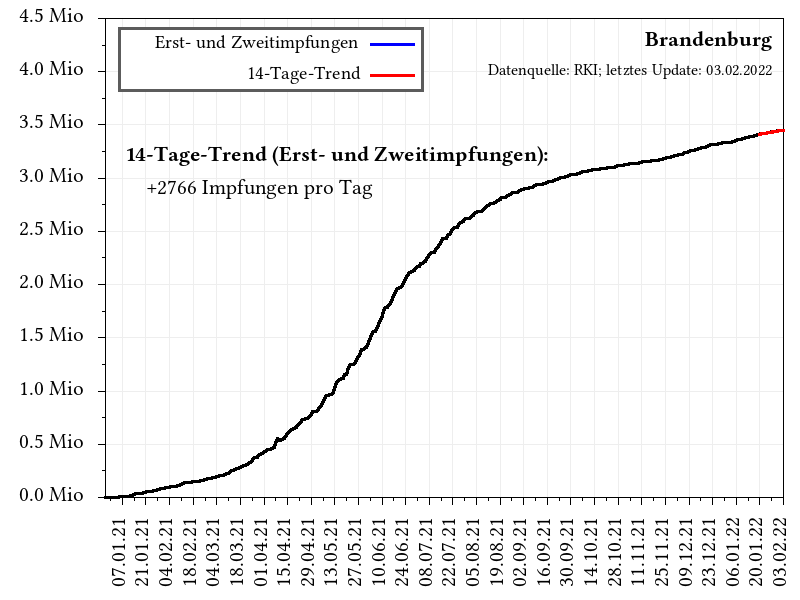 4.5 Mio
4.0 Mio
3.5 Mio
3.0 Mio
2.5 Mio
2.0 Mio
1.5 Mio
1.0 Mio
0.5 Mio
0.0 Mio
Erst- und Zweitimpfungen
14-Tage-Trend
Brandenburg
Datenquelle: RKI; letztes Update: 03.02.2022
14-Tage-Trend (Erst- und Zweitimpfungen):
+2766 Impfungen pro Tag
07.01.21
21.01.21
04.02.21
18.02.21
04.03.21
18.03.21
01.04.21
15.04.21
29.04.21
13.05.21
27.05.21
10.06.21
24.06.21
08.07.21
22.07.21
05.08.21
19.08.21
02.09.21
16.09.21
30.09.21
14.10.21
28.10.21
11.11.21
25.11.21
09.12.21
23.12.21
06.01.22
20.01.22
03.02.22